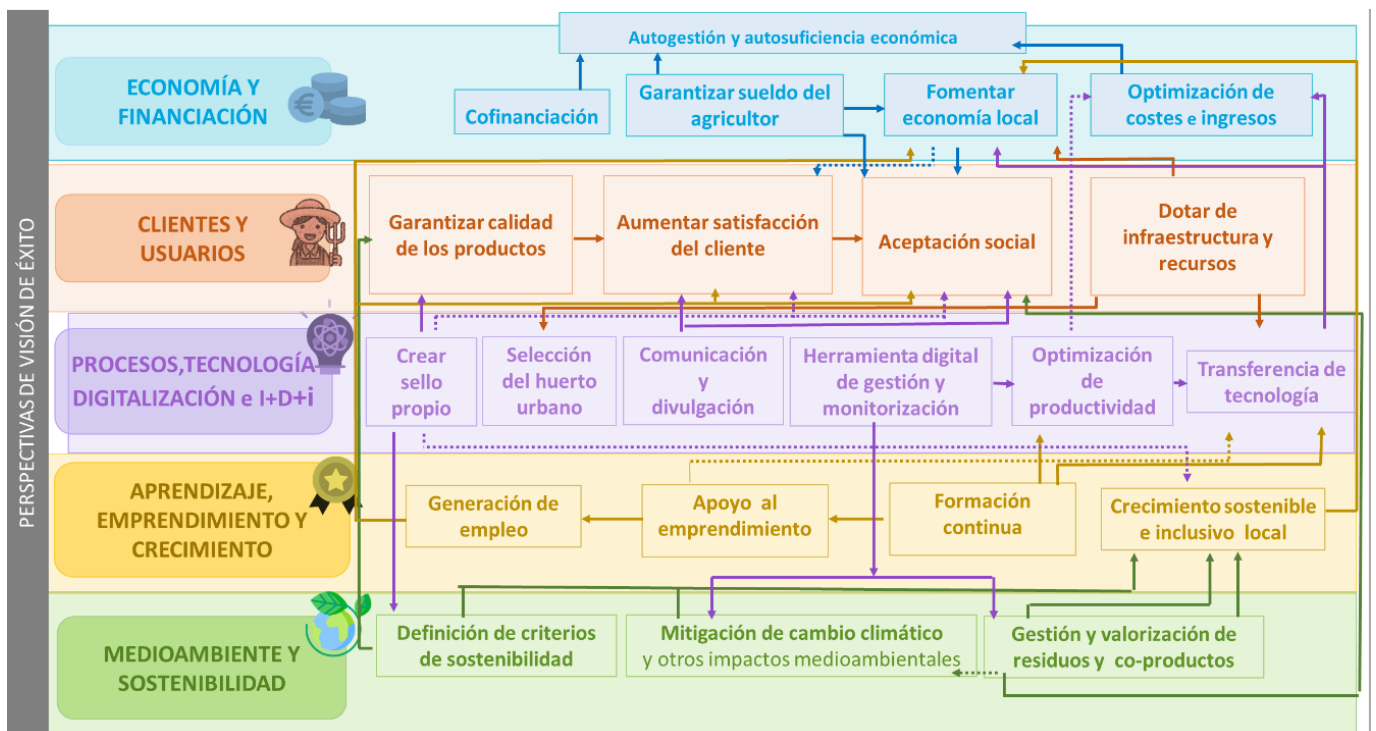 PERSPECTIVAS DE VISIÓN DE ÉXITO
ECONOMÍA Y
FINANCIACIÓN
Autogestión y autosuficiencia económica
Cofinanciación
Garantizar sueldo del
agricultor
Fomentar
economía local
Optimización de
costes e ingresos
CLIENTES Y
USUARIOS
Garantizar calidad
de los productos
Aumentar satisfacción
del cliente
Aceptación social
Dotar de
infraestructura y
recursos
PROCESOS,TECNOLOGÍA
DIGITALIZACIÓN e I+D+i
Crear
sello
propio
Selección
del huerto
urbano
Comunicación
y
divulgación
Herramienta digital
de gestión y
monitorización
Optimización
de
productividad
Transferencia de
tecnología
APRENDIZAJE,
EMPRENDIMIENTO Y
CRECIMIENTO
Generación de
empleo
Apoyo al
emprendimiento
Formación
continua
Crecimiento sostenible
e inclusivo local
MEDIOAMBIENTE Y
SOSTENIBILIDAD
Definición de criterios
de sostenibilidad
Mitigación de cambio climático
y otros impactos medioambientales
Gestión y valorización de
residuos y co-productos